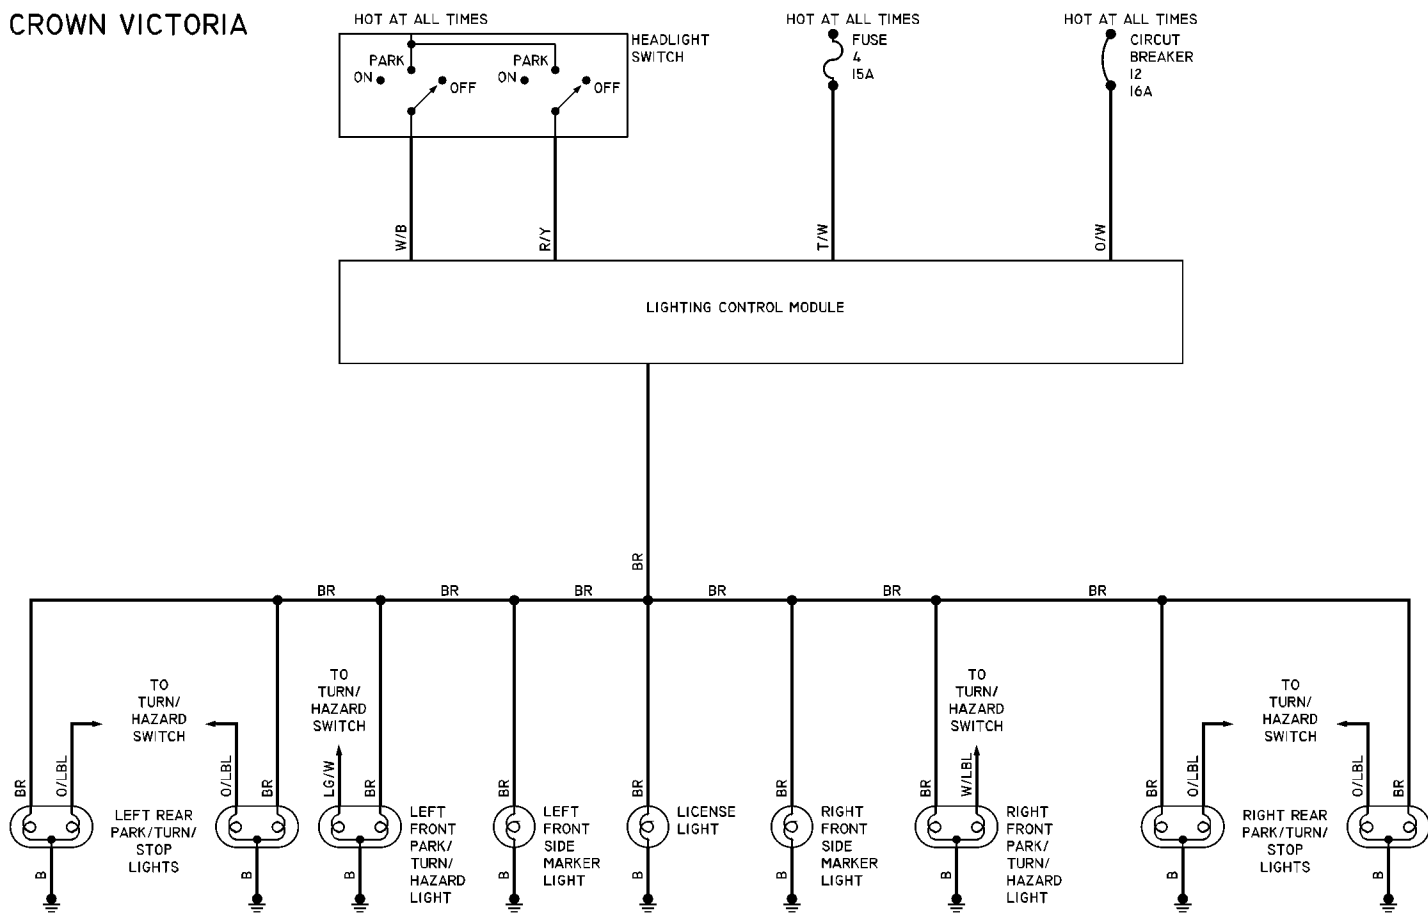 CROWN VICTORIA
HOT AT ALL TIMES
HOT AT ALL TIMES
HOT AT ALL TIMES
HEADLIGHT
SWITCH
PARK
ON
OFF
PARK
ON
OFF
FUSE
4
15A
CIRCUT
BREAKER
12
16A
W/B
R/Y
T/W
O/W
LIGHTING CONTROL MODULE
BR
BR
BR
BR
BR
BR
BR
TO
TURN/
HAZARD
SWITCH
TO
TURN/
HAZARD
SWITCH
TO
TURN/
HAZARD
SWITCH
TO
TURN/
HAZARD
SWITCH
BR
O/LBL
O/LBL
BR
LG/W
BR
BR
BR
BR
BR
W/LBL
BR
O/LBL
O/LBL
BR
LEFT REAR
PARK/TURN/
STOP
LIGHTS
LEFT
FRONT
PARK/
TURN/
HAZARD
LIGHT
LEFT
FRONT
SIDE
MARKER
LIGHT
LICENSE
LIGHT
RIGHT
FRONT
SIDE
MARKER
LIGHT
RIGHT
FRONT
PARK/
TURN/
HAZARD
LIGHT
RIGHT REAR
PARK/TURN/
STOP
LIGHTS
B
B
B
B
B
B
B
B
B